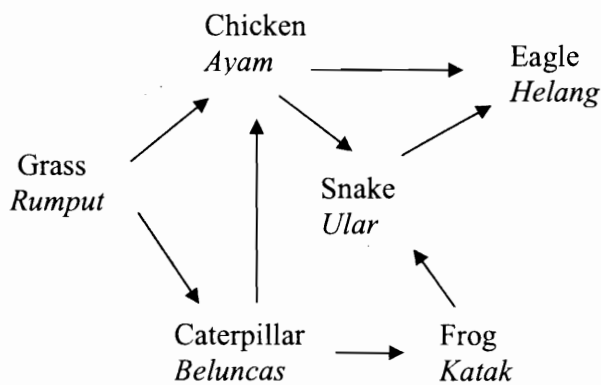 Chicken
Ayam
Eagle
Helang
Grass
Rumput
Snake
Ular
Caterpillar
Beluncas
Frog
Katak